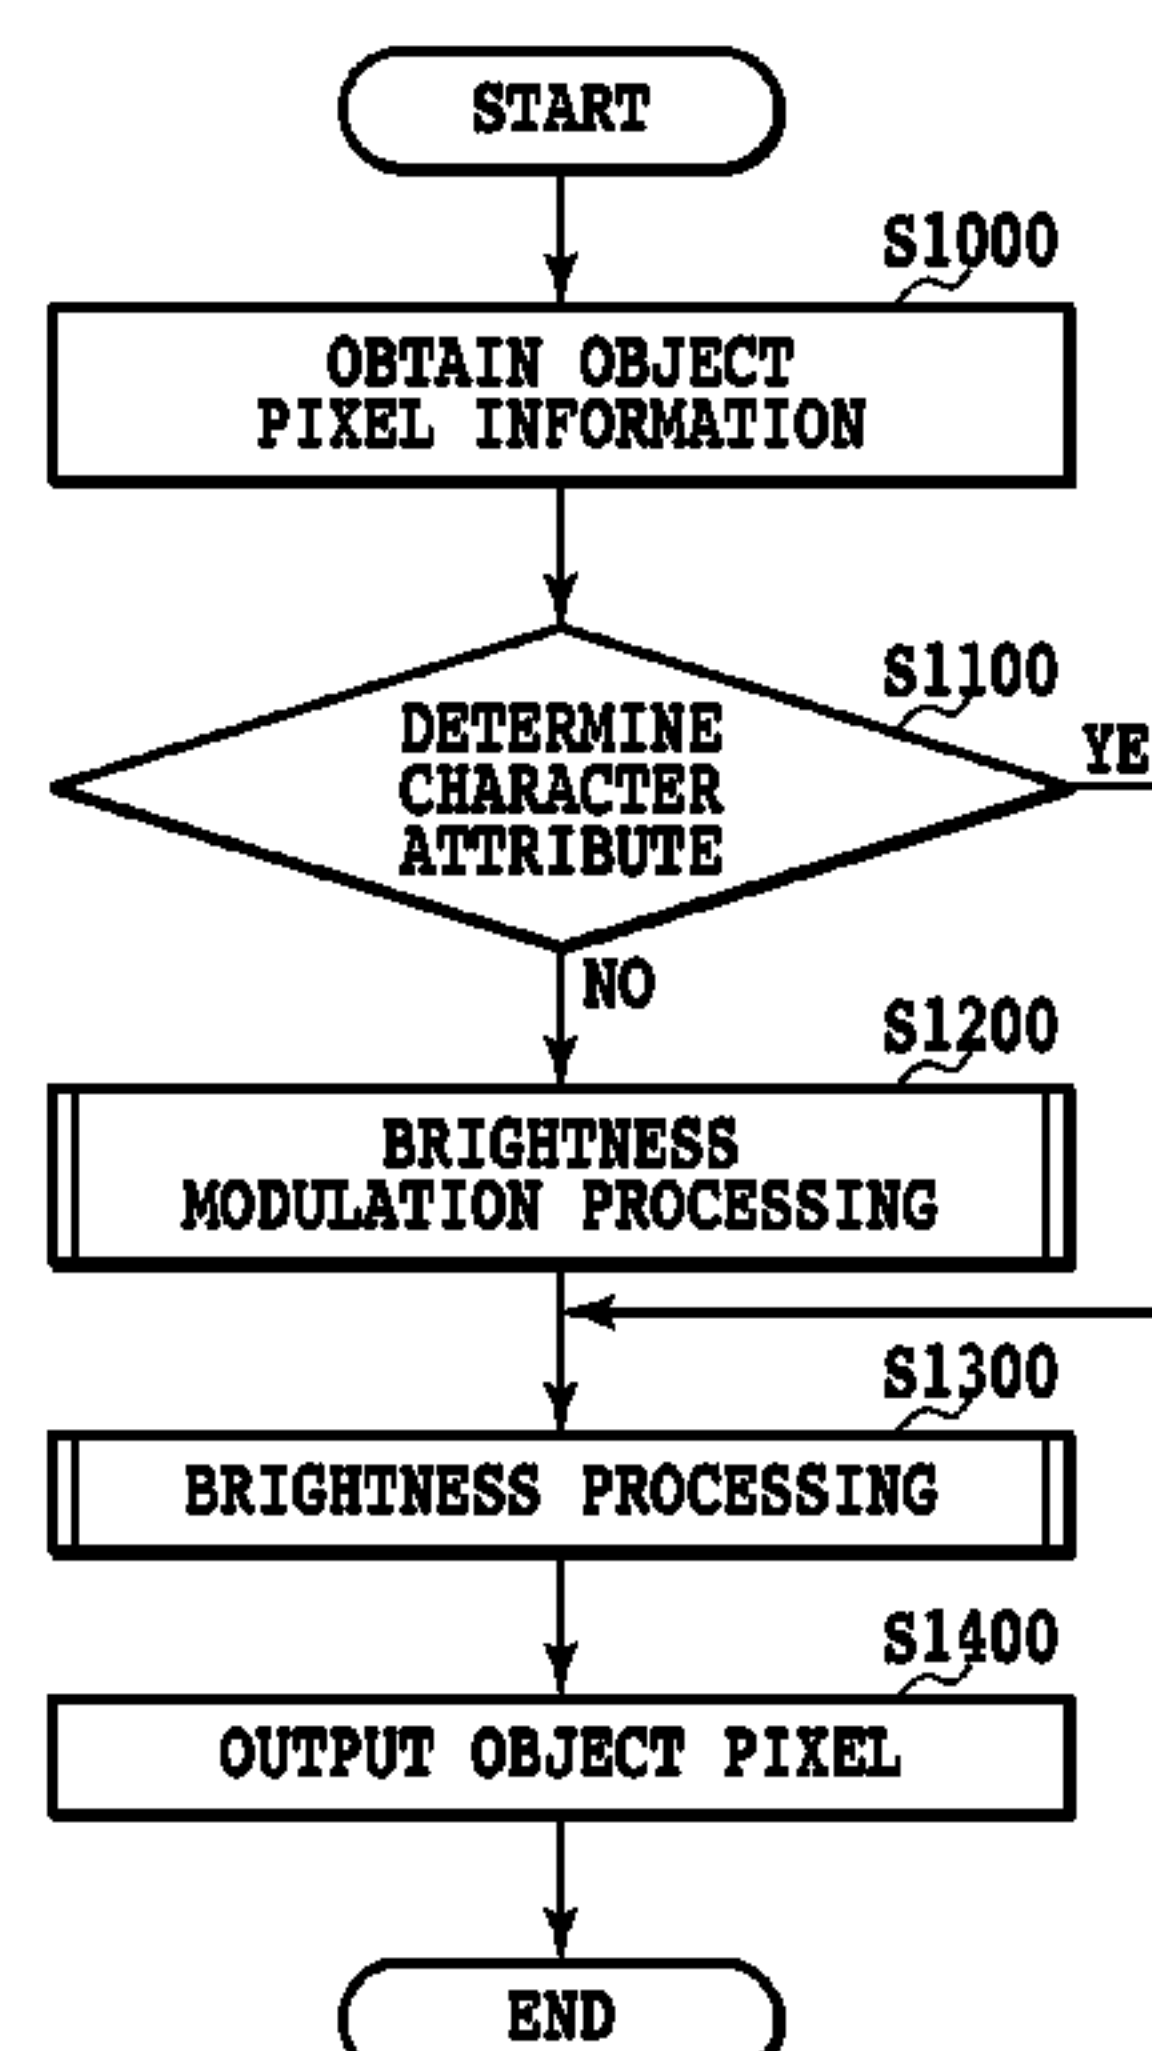 START
S1000
OBTAIN OBJECT
PIXEL INFORMATION
S1100
DETERMINE
CHARACTER
ATTRIBUTE
YE
NO
S1200
BRIGHTNESS
MODULATION PROCESSING
S1300
BRIGHTNESS PROCESSING
S1400
OUTPUT OBJECT PIXEL
END